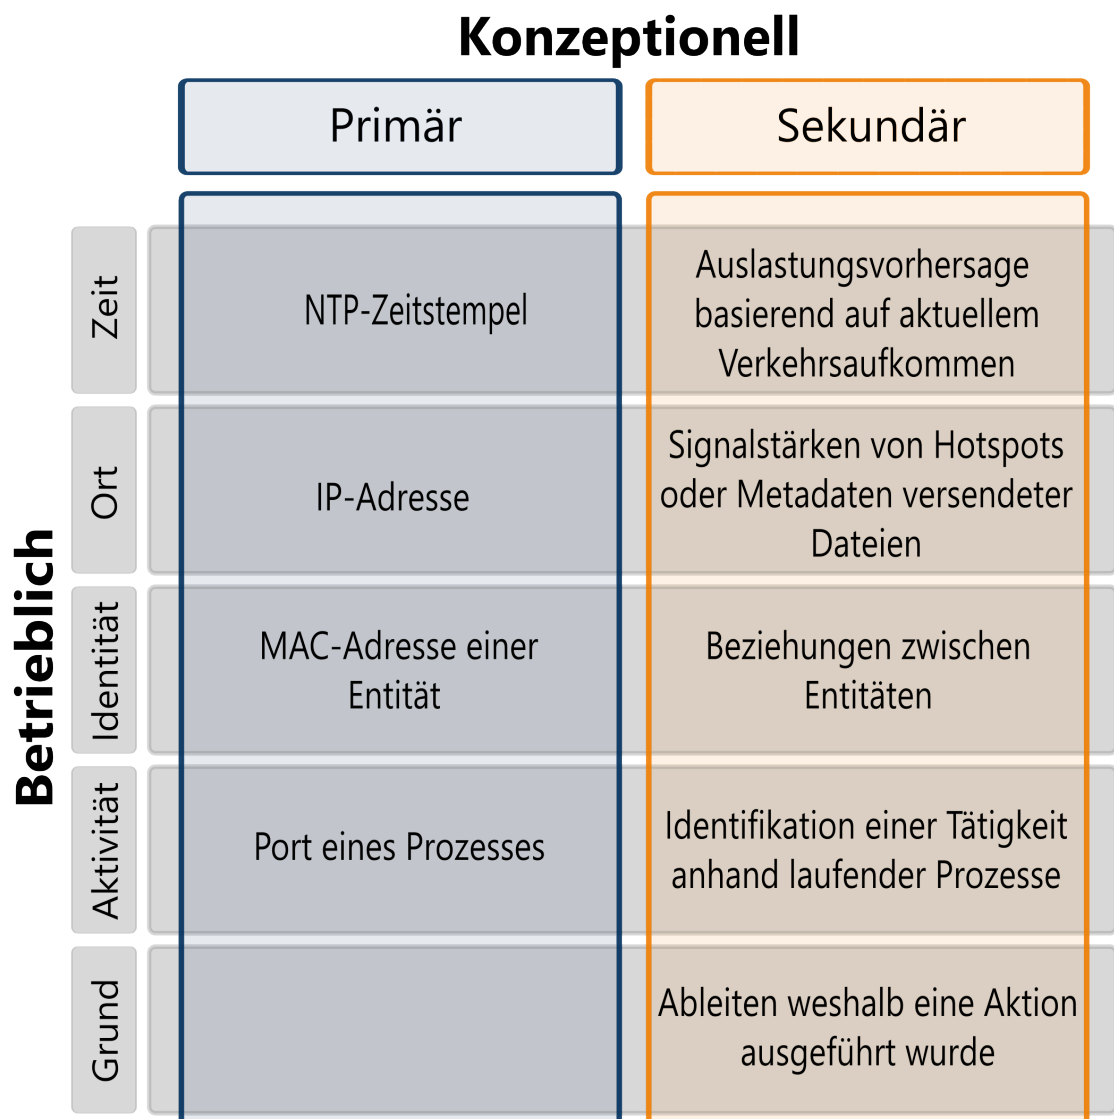 Konzeptionell
Primär
Sekundär
Betrieblich
Zeit
NTP-Zeitstempel
Auslastungsvorhersage
basierend auf aktuellem
Verkehrsaufkommen
Ort
IP-Adresse
Signalstärken von Hotspots
oder Metadaten versendeter
Dateien
Identität
MAC-Adresse einer
Entität
Beziehungen zwischen
Entitäten
Aktivität
Port eines Prozesses
Identifikation einer Tätigkeit
anhand laufender Prozesse
Grund
Ableiten weshalb eine Aktion
ausgeführt wurde